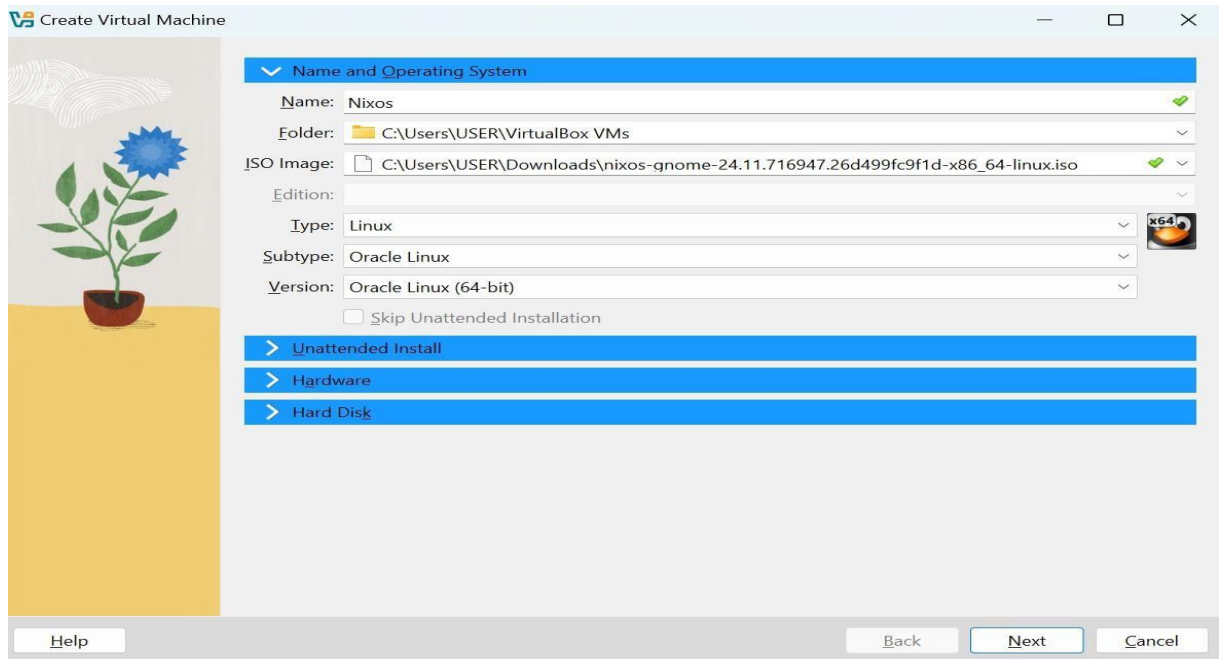 Create Virtual Machine
Name and Operating System
Name: Nixos
Folder: C:\Users\USER\VirtualBox VMs
ISO Image: C:\Users\USER\Downloads\nixos-gnome-24.11.716947.26d499fc9f1d-x86_64-linux.iso
Edition:
Type: Linux
x64
Subtype: Oracle Linux
Version: Oracle Linux (64-bit)
Skip Unattended Installation
Unattended Install
Hardware
Hard Disk
Help Back Next Cancel